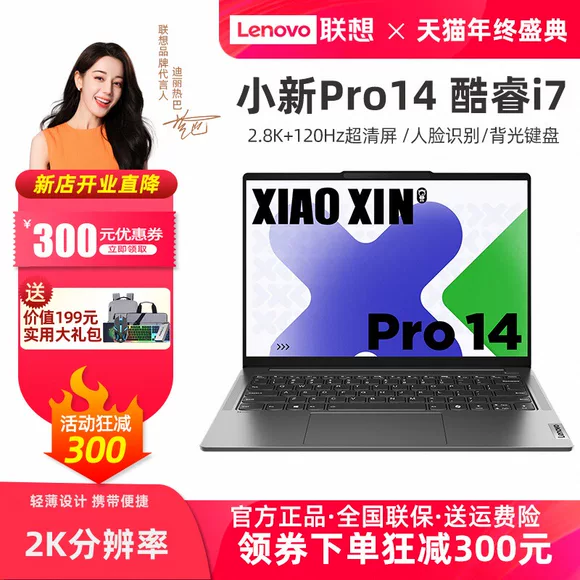 Lenovo 联想 × 天猫年终盛典
联想品牌代言人
迪丽热巴
小新Pro14 酷睿i7
2.8K+120Hz超清屏/人脸识别/背光键盘
新店开业直降
¥300元优惠券
立即领取
送
价值199元
实用大礼包
活动狂减
300
XIAO XIN
Pro 14
>>>
Lenovo
轻薄设计 携带便捷
2K分辨率
官方正品·全国联保·送运费险
领券下单狂减300元